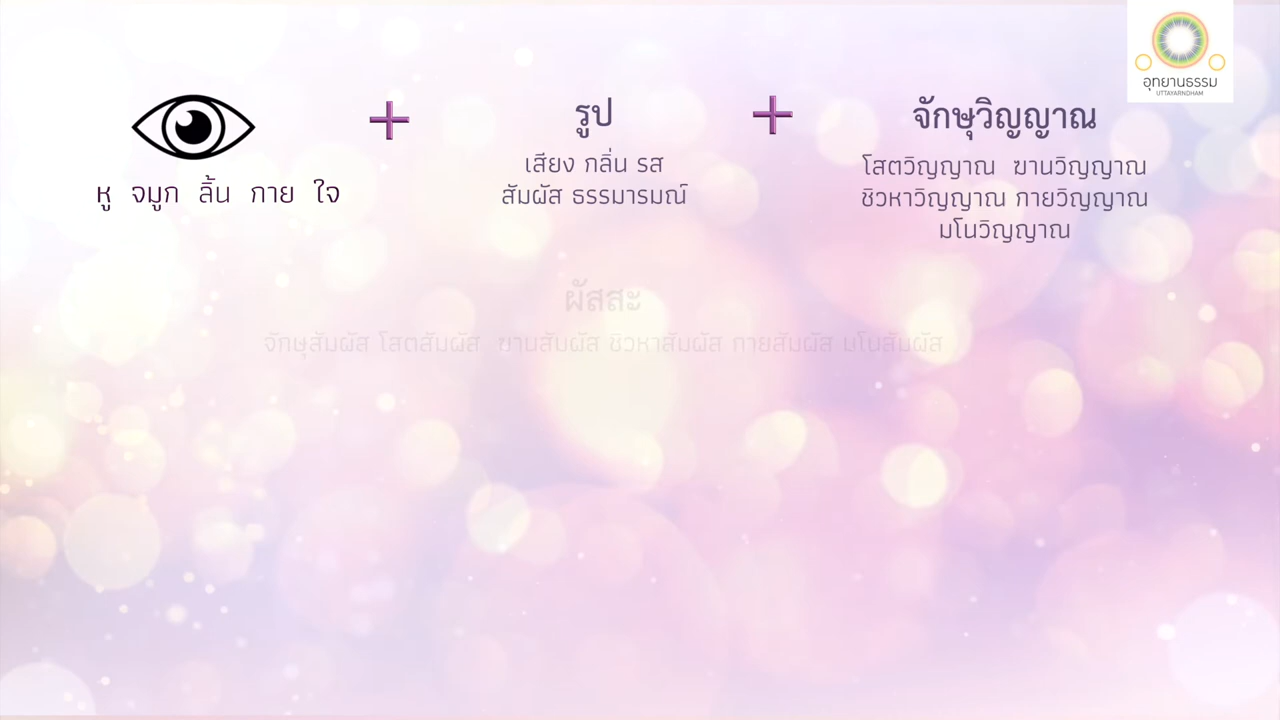 อุทยานธรรม
UTTAYARNDHAM
รูป
จักษุวิญญาณ
หู จมูก ลิ้น กาย ใจ
เสียง กลิ่น รส
สัมผัส ธรรมารมณ์
โสตวิญญาณ ฆานวิญญาณ
ชิวหาวิญญาณ กายวิญญาณ
มโนวิญญาณ
ผัสสะ
จักษุสัมผัส โสตสัมผัส ฆานสัมผัส ชิวหาสัมผัส กายสัมผัส มโนสัมผัส